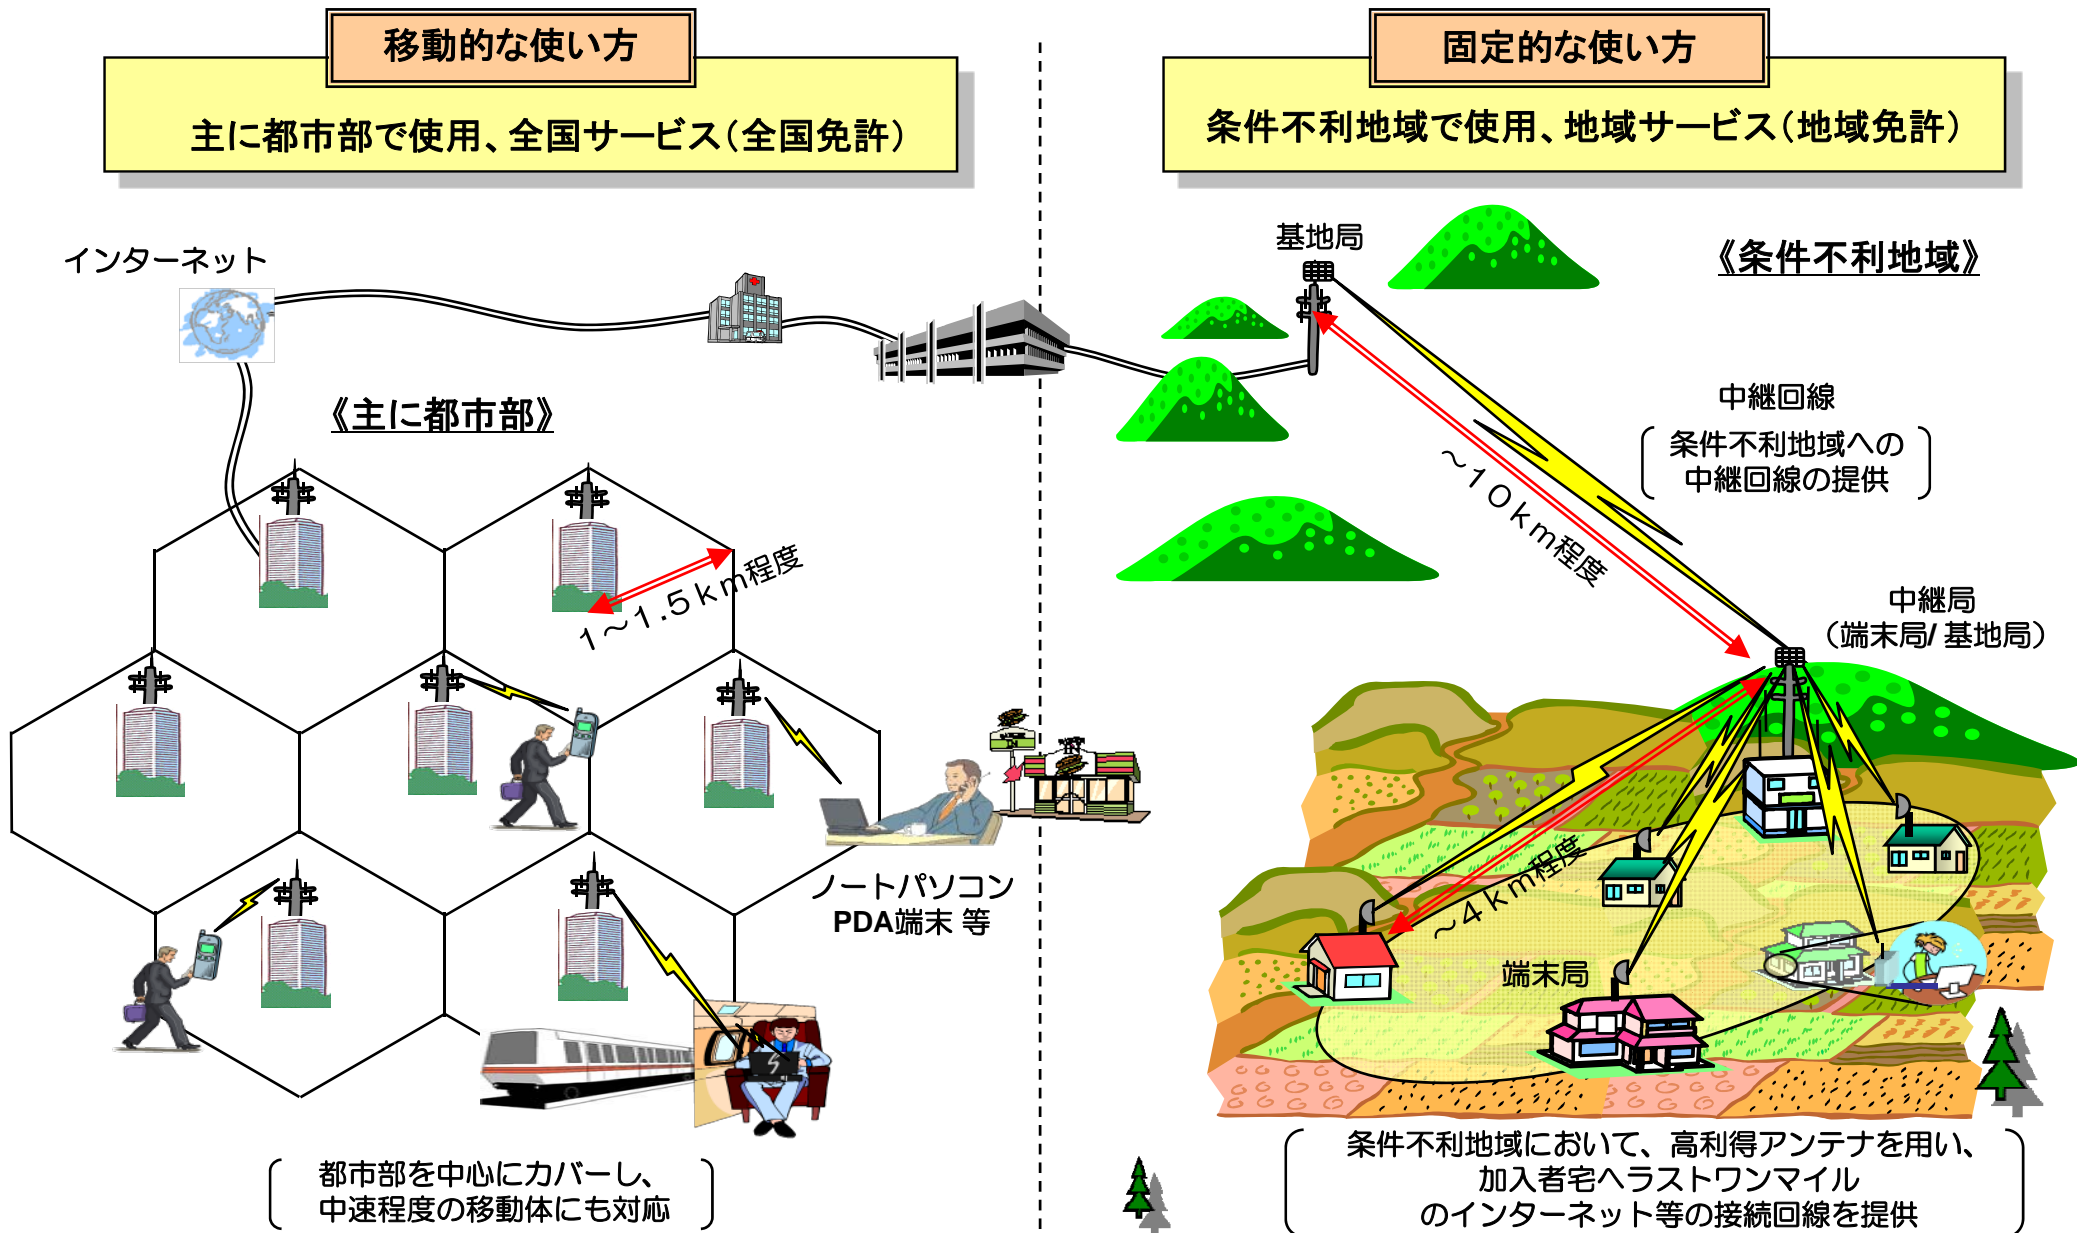 移動的な使い方
主に都市部で使用、全国サービス（全国免許）
インターネット
《主に都市部》
1～1.5km程度
ノートパソコン
PDA端末 等
都市部を中心にカバーし、
中速程度の移動体にも対応
固定的な使い方
条件不利地域で使用、地域サービス（地域免許）
基地局
《条件不利地域》
中継回線
条件不利地域への
中継回線の提供
～10km程度
中継局
（端末局/ 基地局）
～4km程度
端末局
条件不利地域において、高利得アンテナを用い、
加入者宅へラストワンマイル
のインターネット等の接続回線を提供